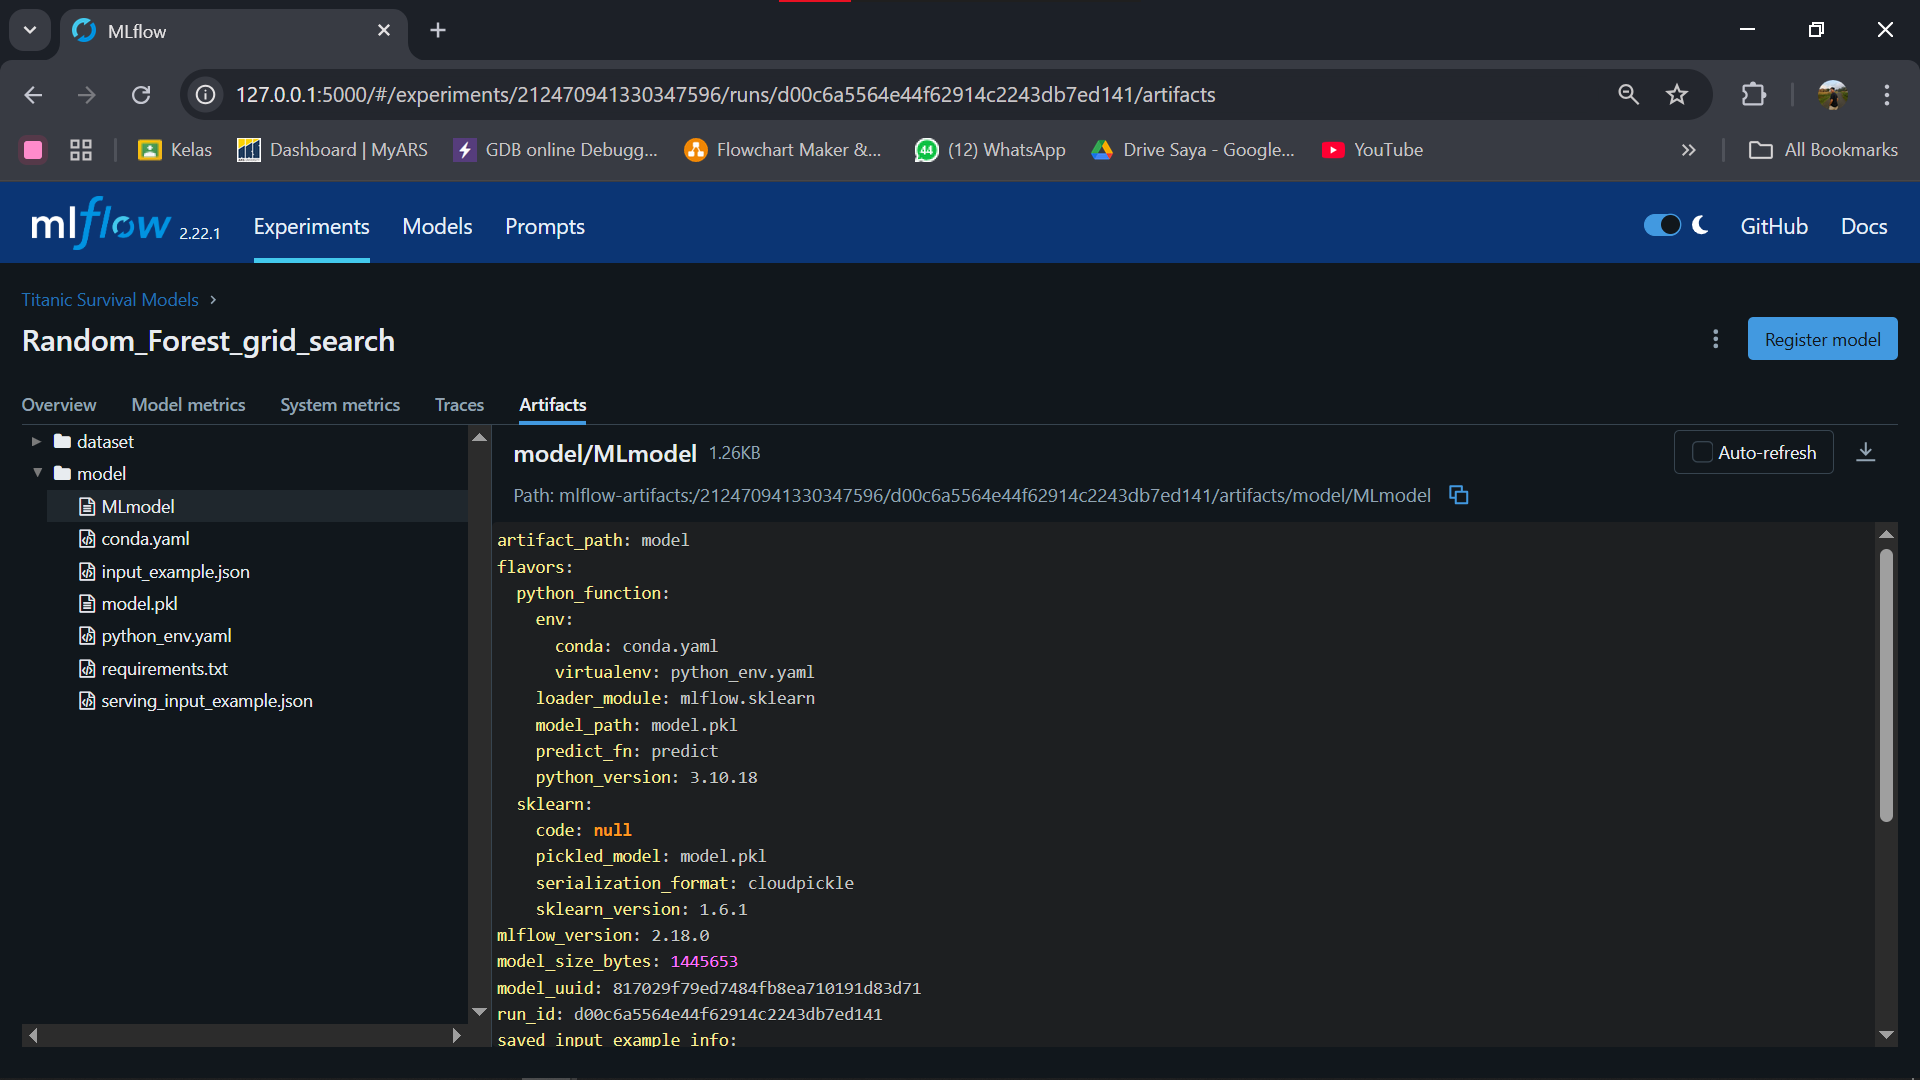 MLflow
127.0.0.1:5000/#/experiments/212470941330347596/runs/d00c6a5564e44f62914c2243db7ed141/artifacts
Kelas
Dashboard | MyARS
GDB online Debugg...
Flowchart Maker &...
44
(12) WhatsApp
Drive Saya - Google...
YouTube
All Bookmarks
mlflow 2.22.1
Experiments
Models
Prompts
GitHub
Docs
Titanic Survival Models
Random_Forest_grid_search
Register model
Overview
Model metrics
System metrics
Traces
Artifacts
dataset
model
MLmodel
conda.yaml
input_example.json
model.pkl
python_env.yaml
requirements.txt
serving_input_example.json
model/MLmodel 1.26KB
Auto-refresh
Path: mlflow-artifacts:/212470941330347596/d00c6a5564e44f62914c2243db7ed141/artifacts/model/MLmodel
artifact_path: model
flavors:
python_function:
env:
conda: conda.yaml
virtualenv: python_env.yaml
loader_module: mlflow.sklearn
model_path: model.pkl
predict_fn: predict
python_version: 3.10.18
sklearn:
code: null
pickled_model: model.pkl
serialization_format: cloudpickle
sklearn_version: 1.6.1
mlflow_version: 2.18.0
model_size_bytes: 1445653
model_uuid: 817029f79ed7484fb8ea710191d83d71
run_id: d00c6a5564e44f62914c2243db7ed141
saved_input_example_info: